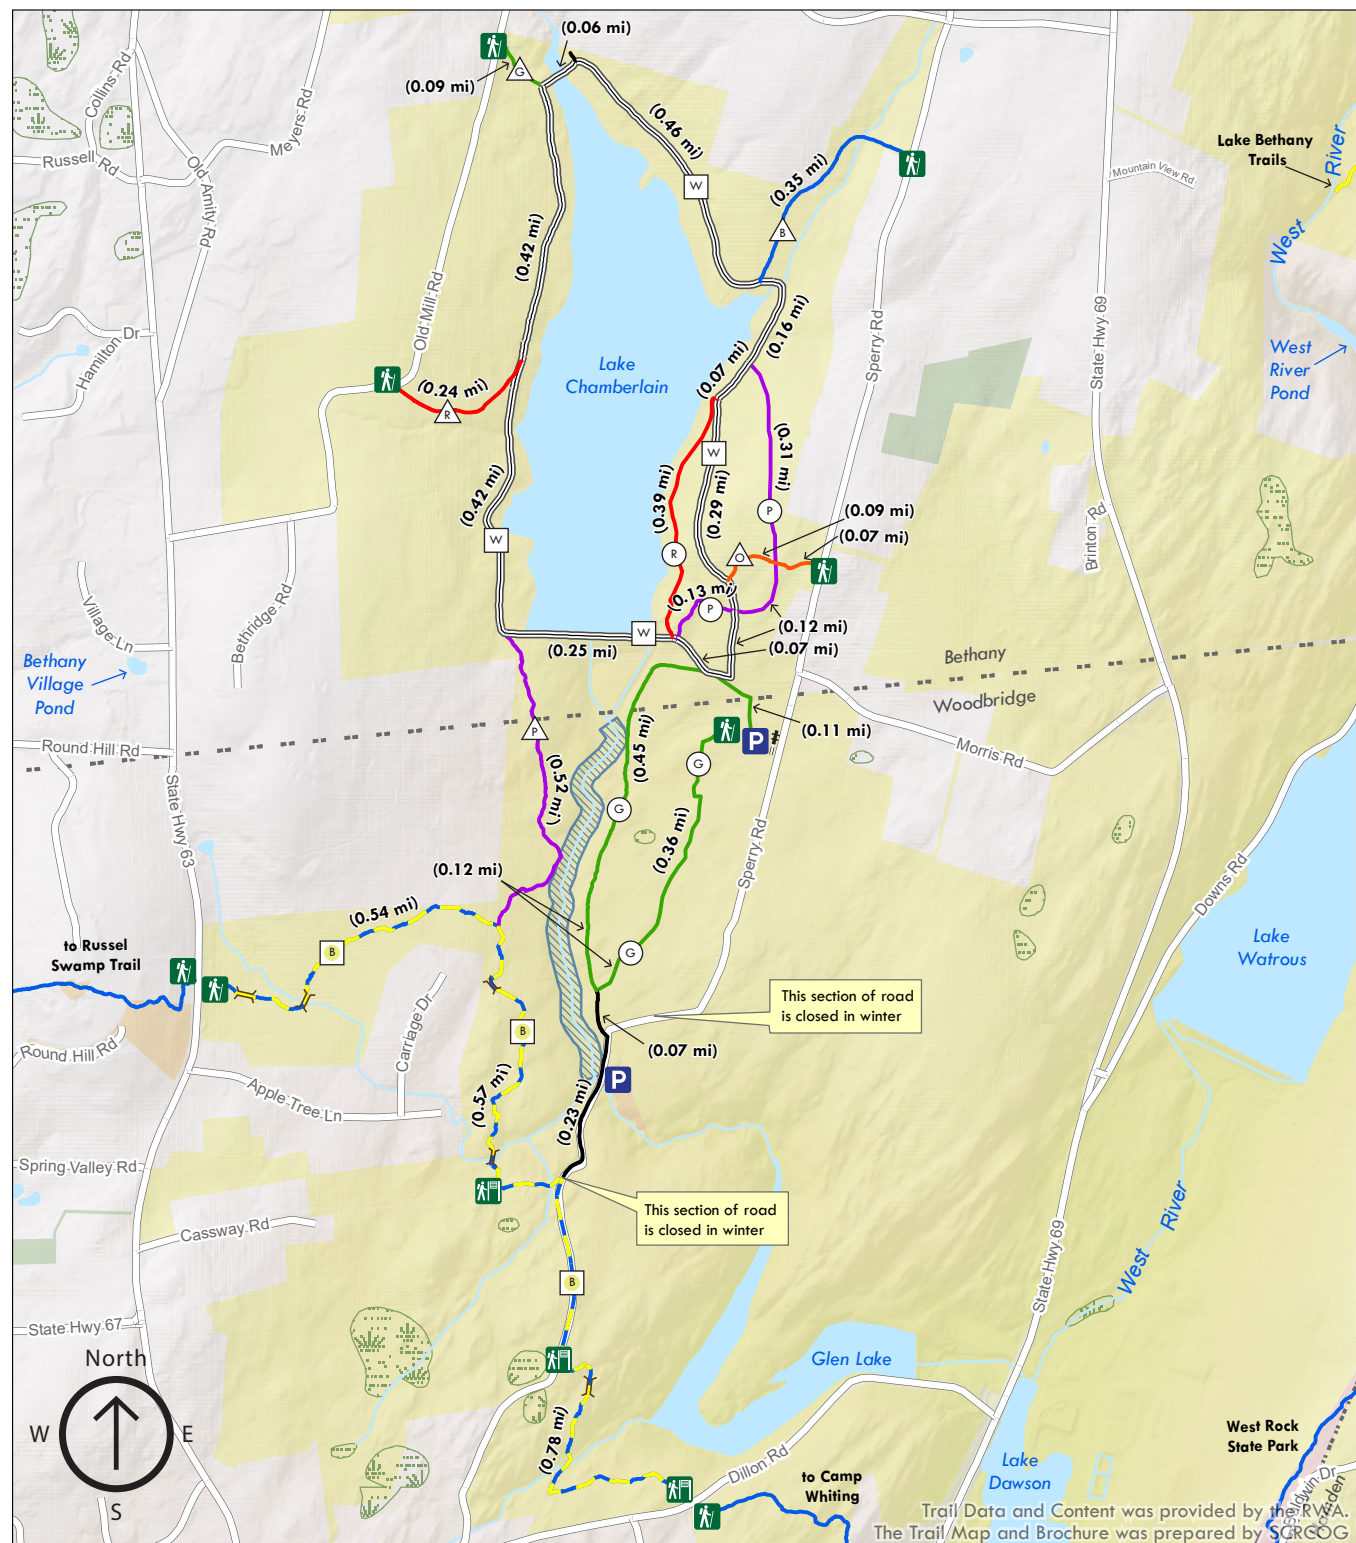 (0.06 mi)
(0.09 mi)
G
Collins Rd
Meyers Rd
Russell Rd
Old Amity Rd
(0.46 mi)
W
(0.35 mi)
B
Lake Bethany
Trails
West River
Mountain View Rd
(0.42 mi)
Old Mill Rd
Hamilton Dr
(0.16 mi)
Sperry Rd
State Hwy 69
West
River
Pond
Lake
Chamberlain
(0.07 mi)
(0.24 mi)
R
(0.31 mi)
W
(0.42 mi)
(0.39 mi)
(0.29 mi)
P
(0.09 mi)
(0.07 mi)
Brinton Rd
W
R
O
(0.13 mi)
P
Village Ln
Bethridge Rd
W
(0.25 mi)
(0.12 mi)
(0.07 mi)
Bethany
Woodbridge
Bethany
Village
Pond
P
Round Hill Rd
(0.11 mi)
P
Morris Rd
(0.45 mi)
G
(0.52 mi)
G
State Hwy 63
(0.36 mi)
Sperry Rd
(0.12 mi)
Downs Rd
(0.54 mi)
B
G
to Russel
Swamp Trail
Lake
Watrous
This section of road
is closed in winter
Carriage Dr
B
Round Hill Rd
(0.07 mi)
P
Apple Tree Ln
(0.57 mi)
(0.23 mi)
Spring Valley Rd
This section of road
is closed in winter
Cassway Rd
West River
State Hwy 69
B
State Hwy 67
North
W
E
S
Glen Lake
(0.78 mi)
Dillon Rd
to Camp
Whiting
Lake
Dawson
West Rock
State Park
Baldwin Dr
Hamden
Trail Data and Content was provided by the RWA.
The Trail Map and Brochure was prepared by SCRCOG